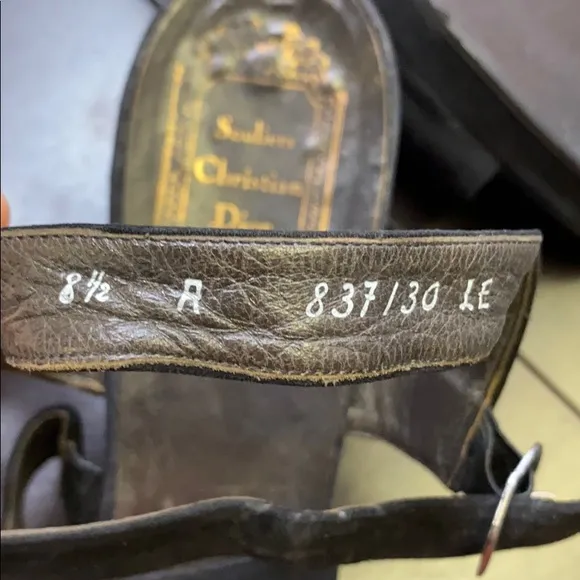 Souliers
Christian
Dior
8½ A 837/30 LE